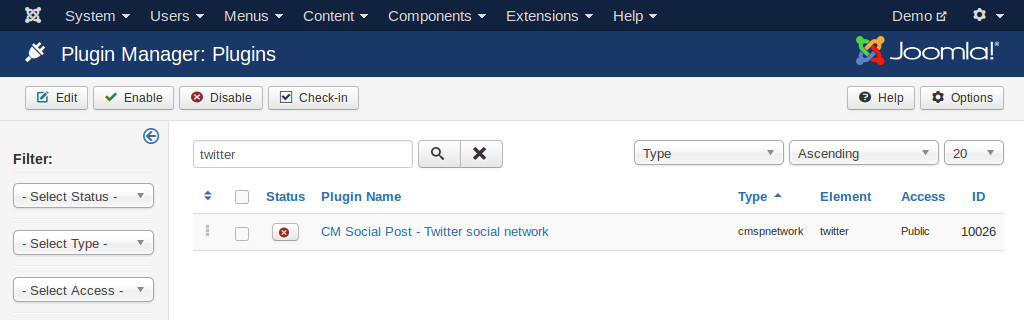 System Users Menus Content Components Extensions Help Demo
Plugin Manager: Plugins Joomla!®
Edit Enable Disable Check-in Help Options
Filter:
twitter Type Ascending 20
- Select Status -
Status Plugin Name Type Element Access ID
CM Social Post - Twitter social network cmspnetwork twitter Public 10026
- Select Type -
- Select Access -